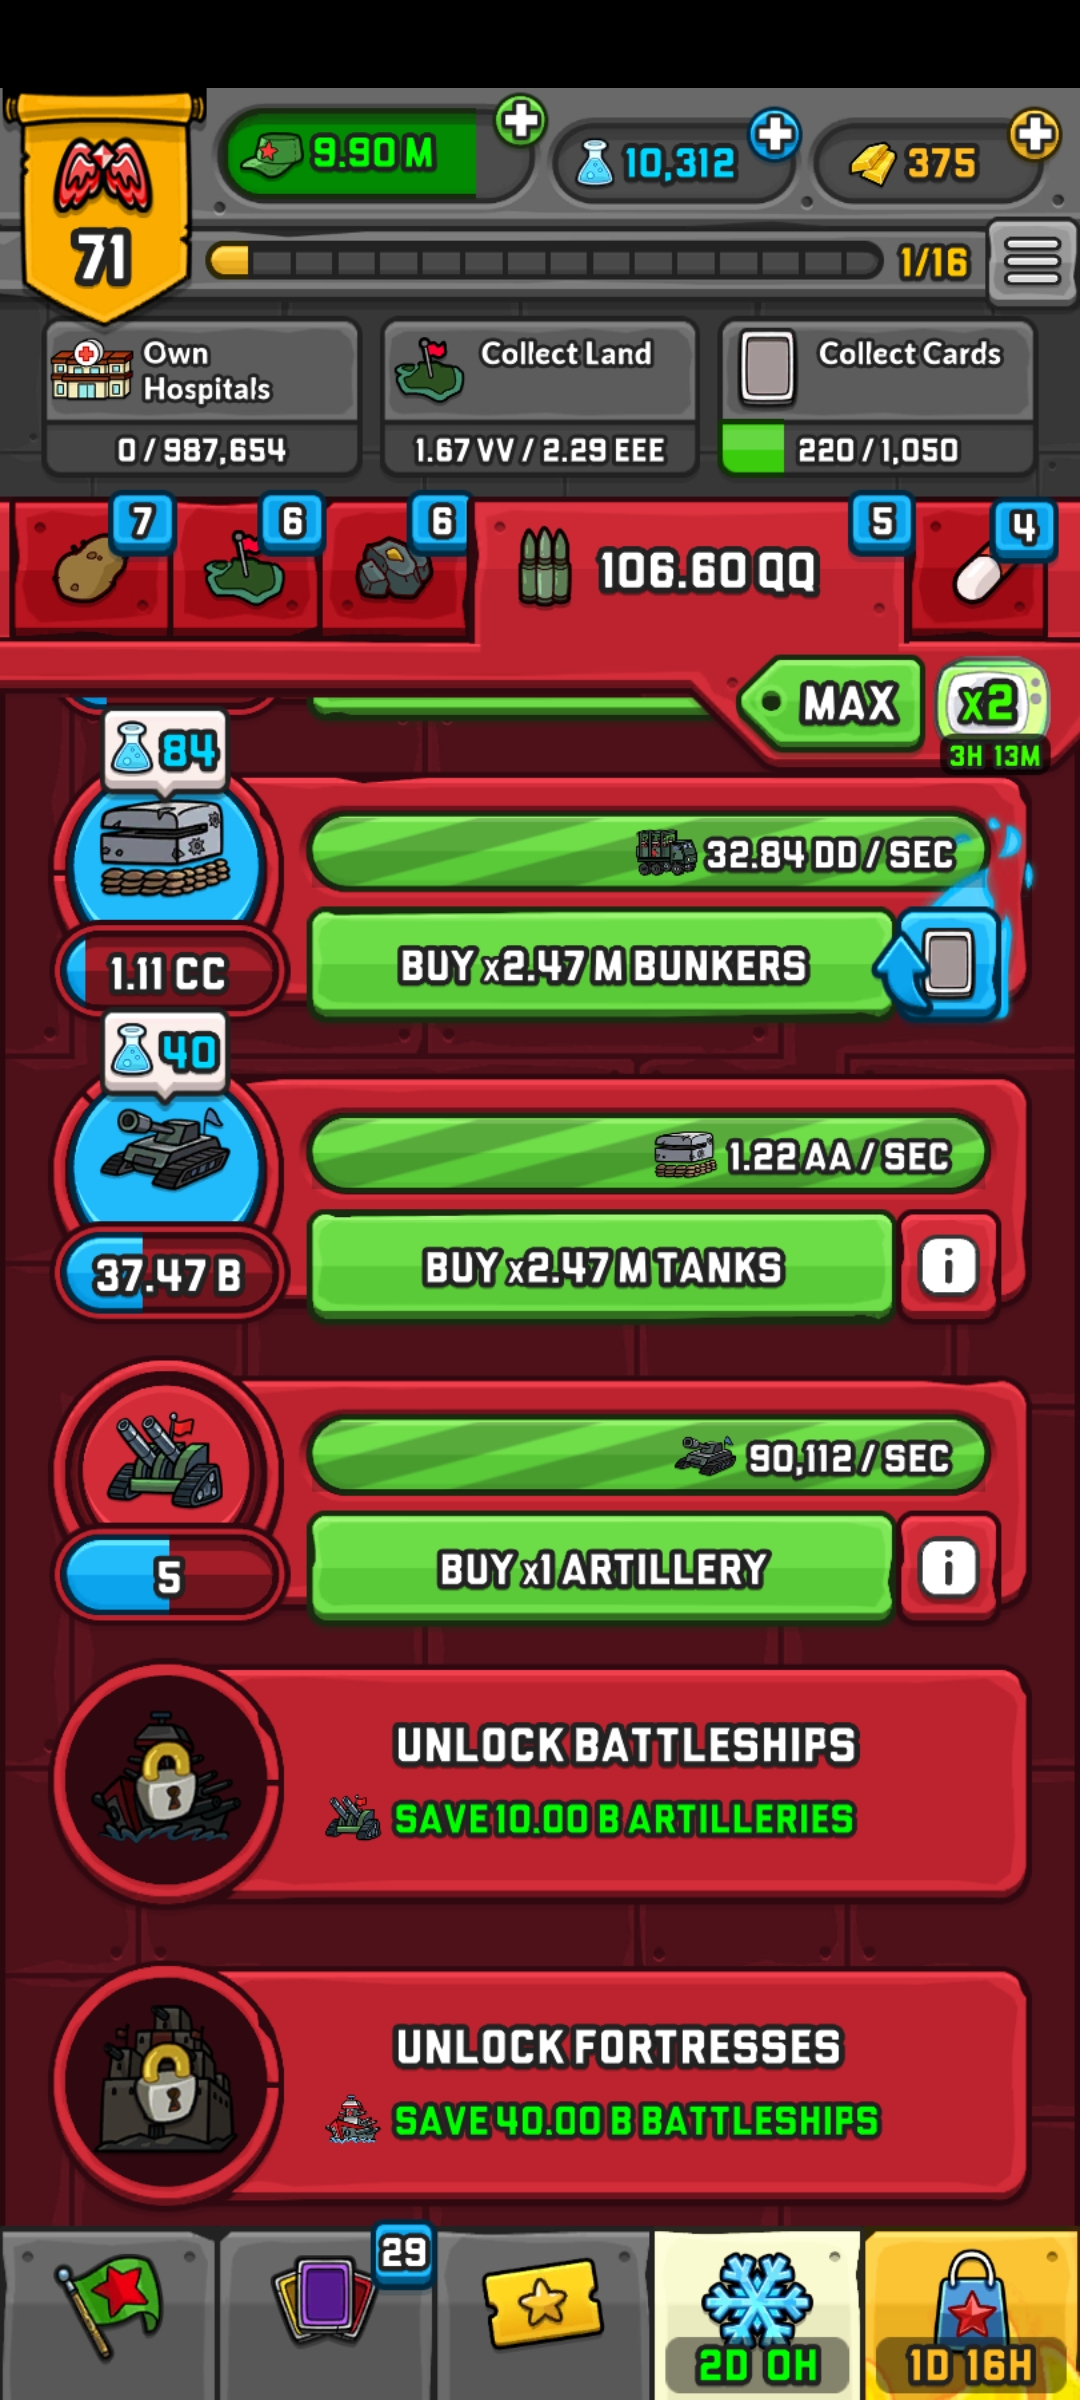 9.90 M
10,312
375
71
1/16
Own
Hospitals
0 / 987,654
Collect Land
1.67 VV / 2.29 EEE
Collect Cards
220 / 1,050
7
6
6
106.60 QQ
5
4
MAX
x2
3H 13M
84
32.84 DD / SEC
1.11 CC
BUY x2.47 M BUNKERS
40
1.22 AA / SEC
37.47 B
BUY x2.47 M TANKS
i
90,112 / SEC
5
BUY x1 ARTILLERY
i
UNLOCK BATTLESHIPS
SAVE 10.00 B ARTILLERIES
UNLOCK FORTRESSES
SAVE 40.00 B BATTLESHIPS
29
2D 0H
1D 16H